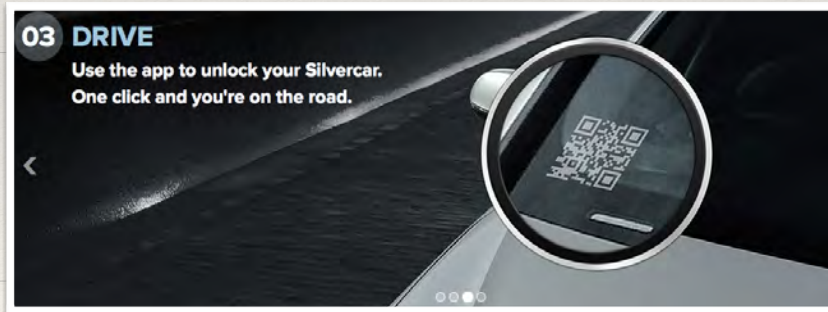 03 DRIVE
Use the app to unlock your Silvercar.
One click and you're on the road.